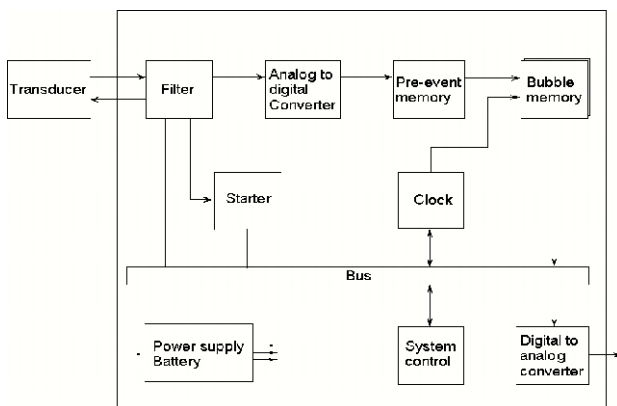 Transducer
Filter
Analog to
digital
Converter
Pre-event
memory
Bubble
memory
Starter
Clock
Bus
Power supply
Battery
System
control
Digital to
analog
converter